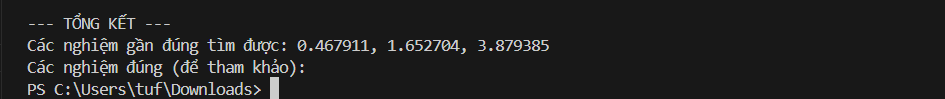 --- TỔNG KẾT ---
Các nghiệm gần đúng tìm được: 0.467911, 1.652704, 3.879385
Các nghiệm đúng (để tham khảo):
PS C:\Users\tuf\Downloads>